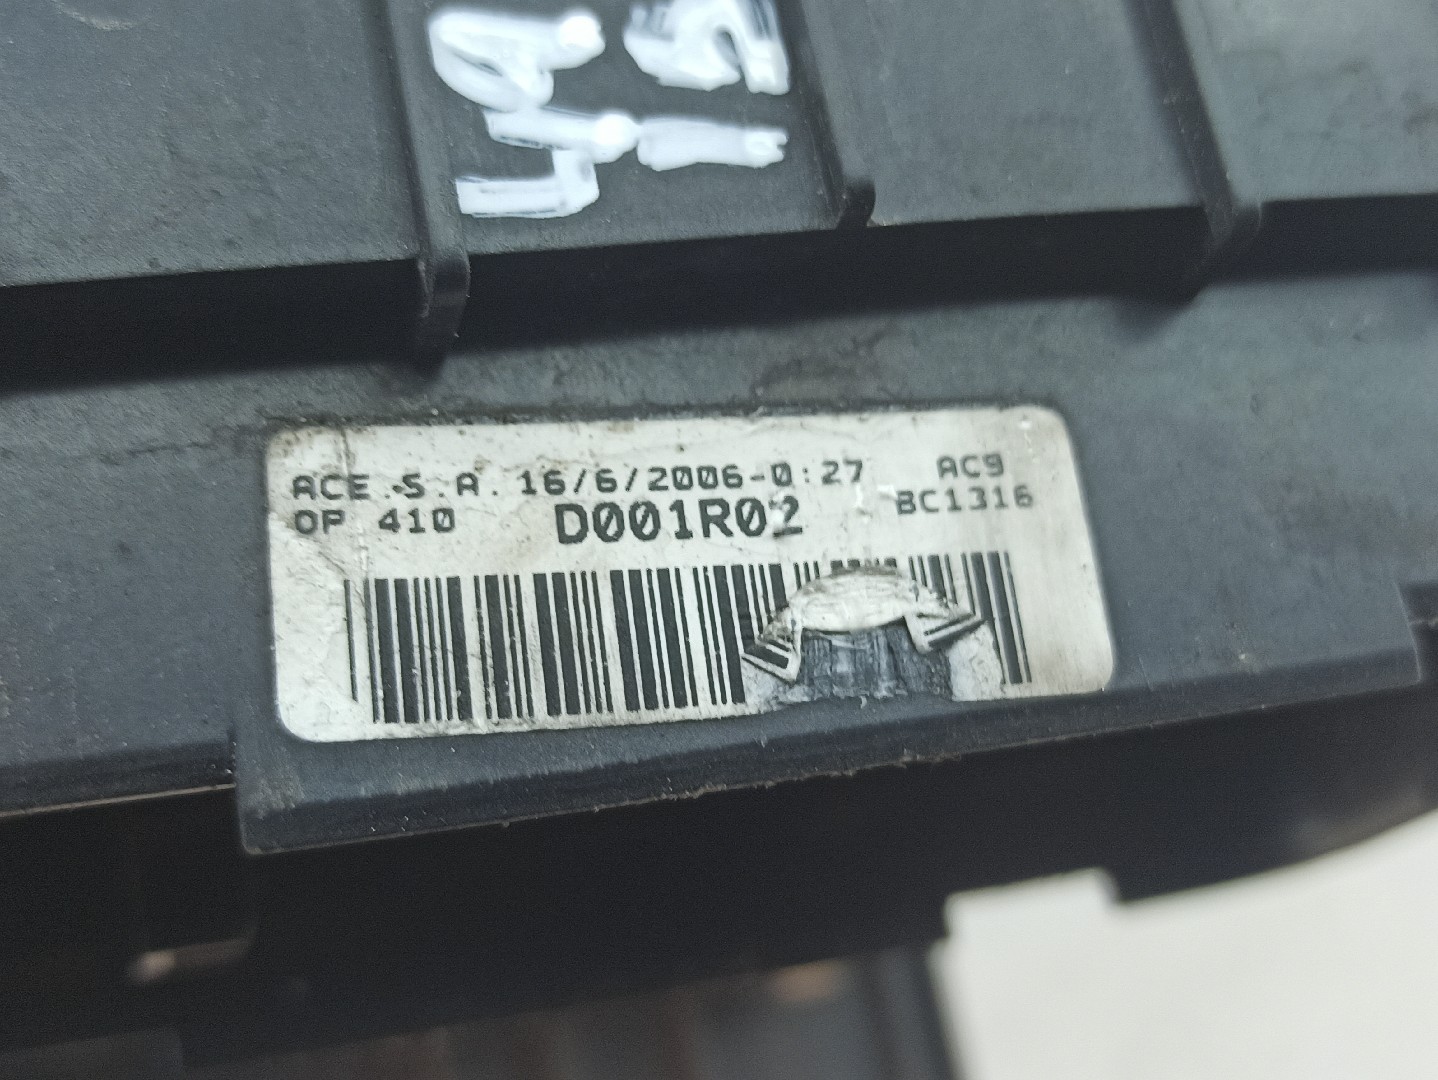 ACE.S.A. 16/6/2006-0:27 AC9
OP 410 D001R02 BC1316